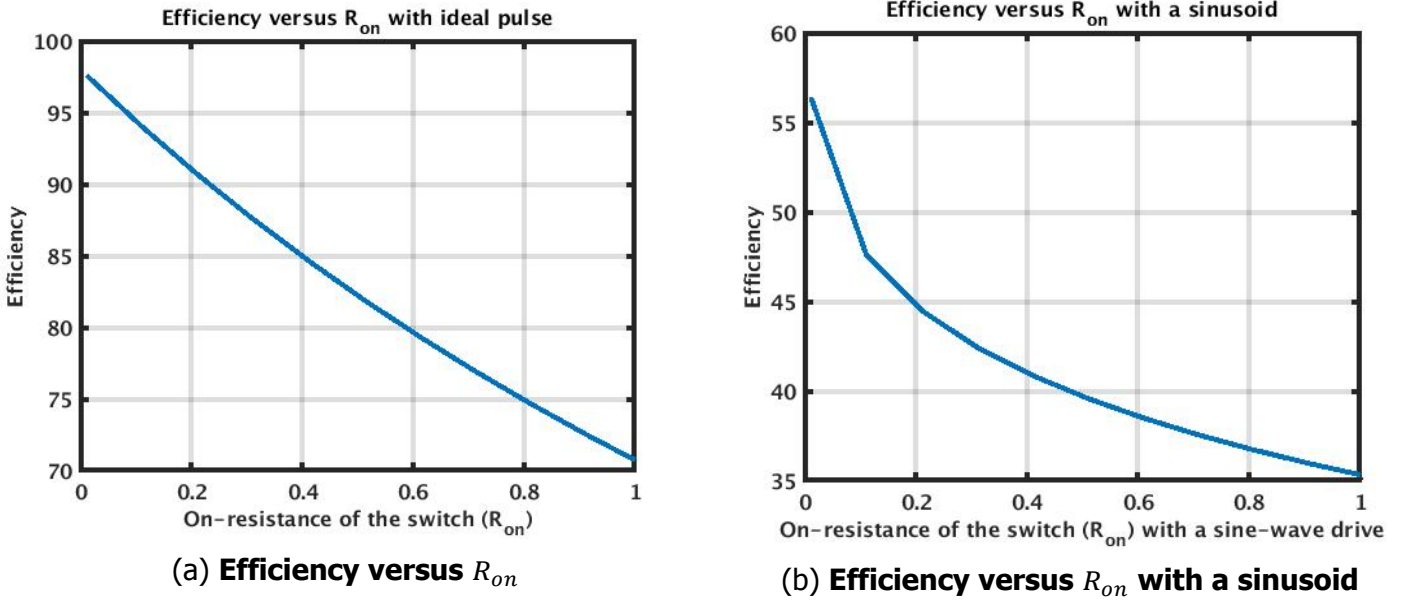 Efficiency versus R_on with ideal pulse
100
95
90
85
80
75
70
Efficiency
0 0.2 0.4 0.6 0.8 1
On-resistance of the switch (R_on)
(a) Efficiency versus R_on
Efficiency versus R_on with a sinusoid
60
55
50
45
40
35
Efficiency
0 0.2 0.4 0.6 0.8 1
On-resistance of the switch (R_on) with a sine-wave drive
(b) Efficiency versus R_on with a sinusoid